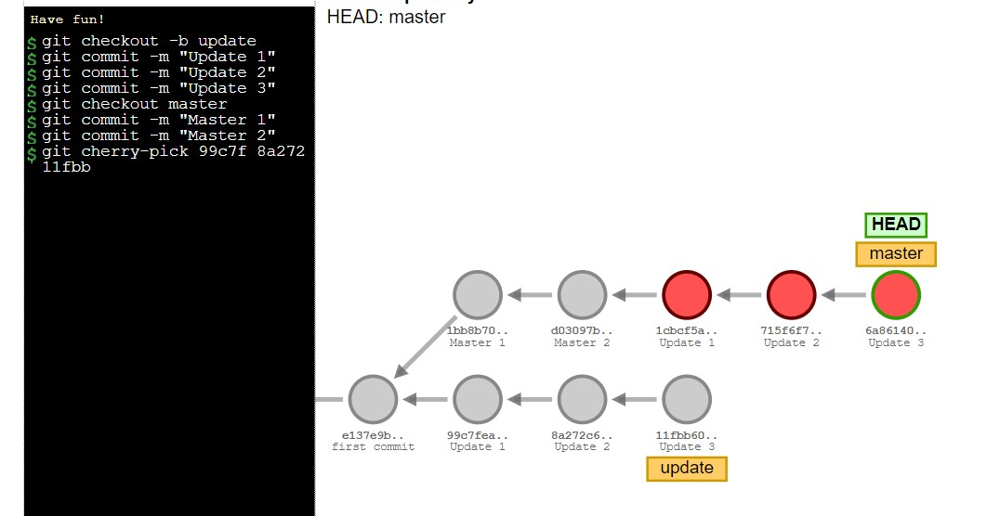 Have fun!
$ git checkout -b update
$ git commit -m "Update 1"
$ git commit -m "Update 2"
$ git commit -m "Update 3"
$ git checkout master
$ git commit -m "Master 1"
$ git commit -m "Master 2"
$ git cherry-pick 99c7f 8a272
11fbb
HEAD: master
HEAD
master
1bb8b70.. d03097b.. 1cbcf5a.. 715f6f7.. 6a86140..
Master 1 Master 2 Update 1 Update 2 Update 3
e137e9b.. 99c7fea.. 8a272c6.. 11fbb60..
first commit Update 1 Update 2 Update 3
update